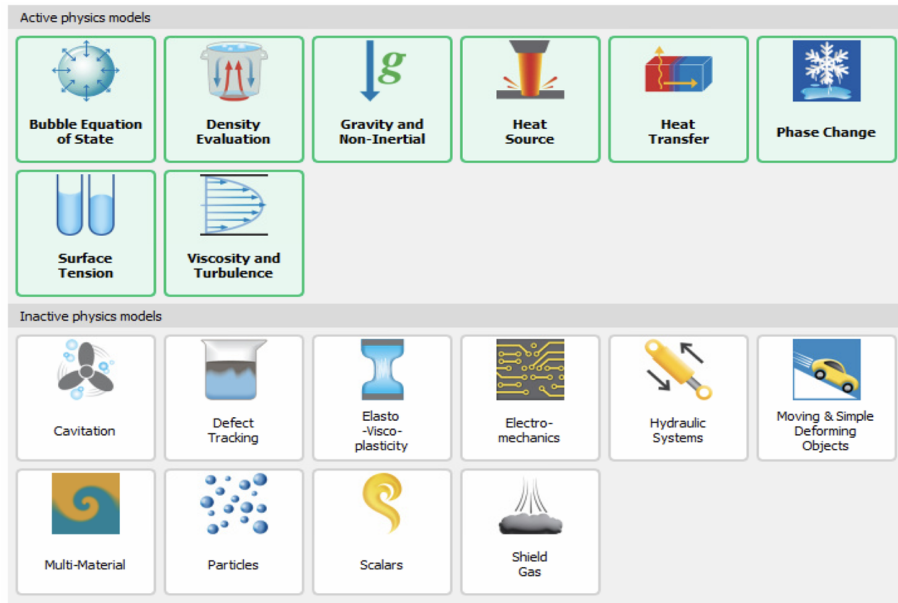 Active physics models
Bubble Equation
of State
Density
Evaluation
g
Gravity and
Non-Inertial
Heat
Source
Heat
Transfer
Phase Change
Surface
Tension
Viscosity and
Turbulence
Inactive physics models
Cavitation
Defect
Tracking
Elasto
-Visco-
plasticity
Electro-
mechanics
Hydraulic
Systems
Moving & Simple
Deforming
Objects
Multi-Material
Particles
Scalars
Shield
Gas